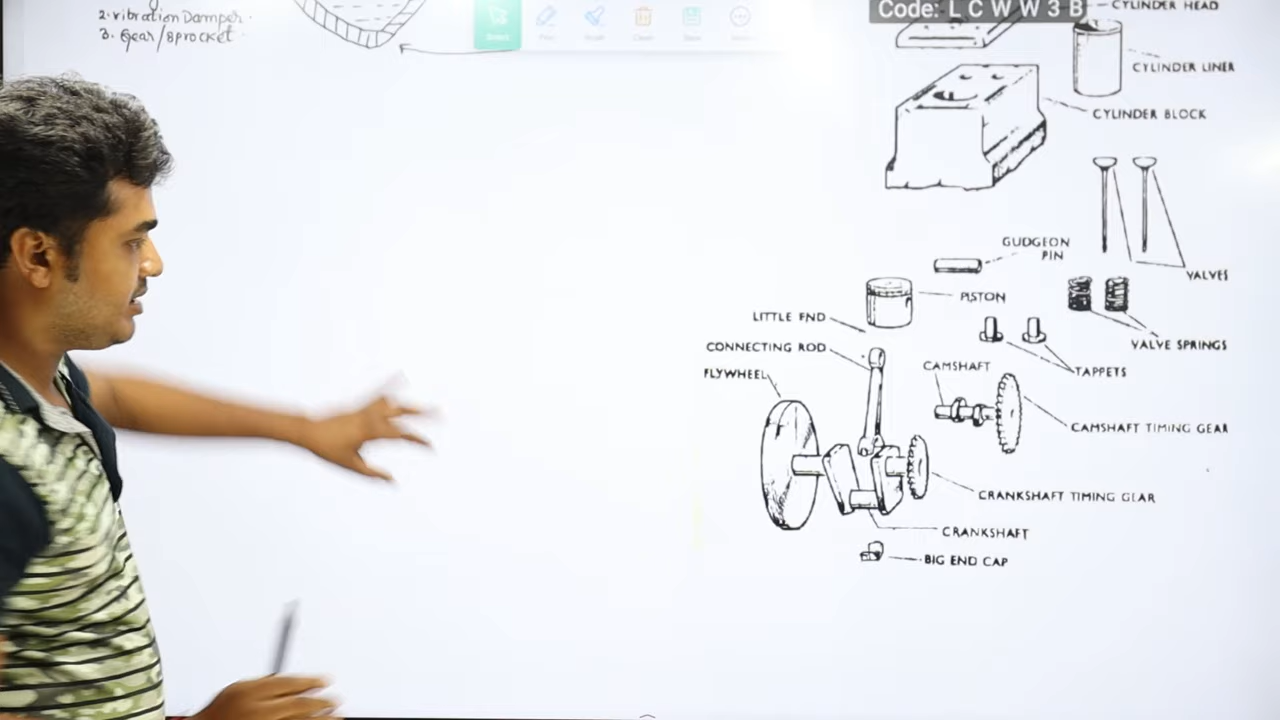 2. Vibration Damper.
3. Gear/Sprocket
Code: L C W W 3 B
CYLINDER HEAD
CYLINDER LINER
CYLINDER BLOCK
GUDGEON
PIN
VALVES
PISTON
LITTLE END
VALVE SPRINGS
CONNECTING ROD
FLYWHEEL
CAMSHAFT
TAPPETS
CAMSHAFT TIMING GEAR
CRANKSHAFT TIMING GEAR
CRANKSHAFT
BIG END CAP